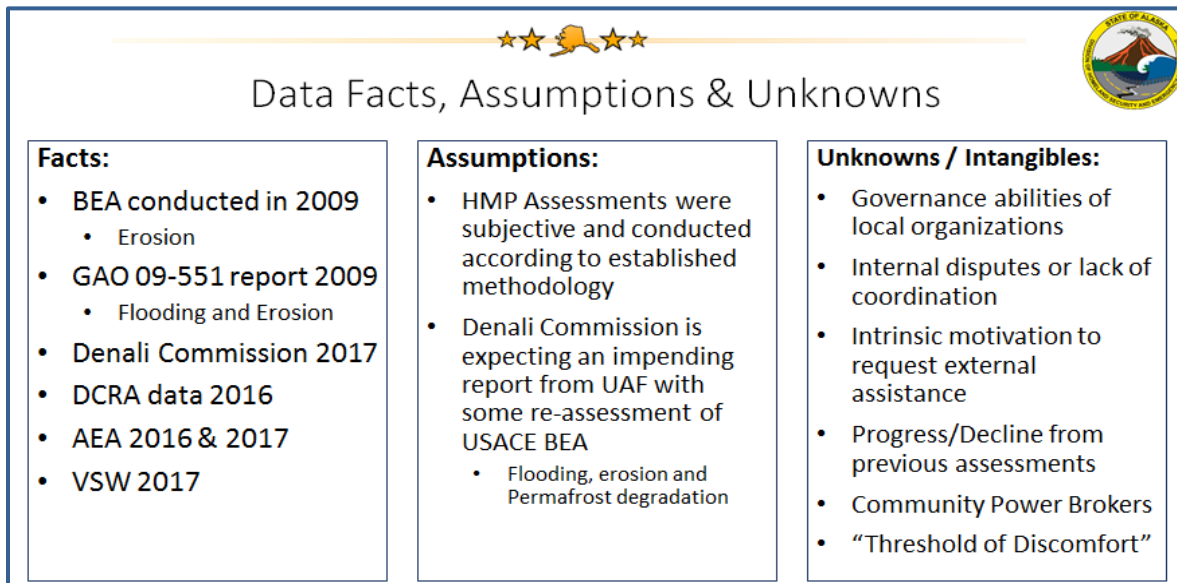 STATE OF ALASKA
Data Facts, Assumptions & Unknowns
Facts:
• BEA conducted in 2009
• Erosion
• GAO 09-551 report 2009
• Flooding and Erosion
• Denali Commission 2017
• DCRA data 2016
• AEA 2016 & 2017
• VSW 2017
Assumptions:
• HMP Assessments were
subjective and conducted
according to established
methodology
• Denali Commission is
expecting an impending
report from UAF with
some re-assessment of
USACE BEA
• Flooding, erosion and
Permafrost degradation
Unknowns / Intangibles:
• Governance abilities of
local organizations
• Internal disputes or lack of
coordination
• Intrinsic motivation to
request external
assistance
• Progress/Decline from
previous assessments
• Community Power Brokers
• “Threshold of Discomfort”